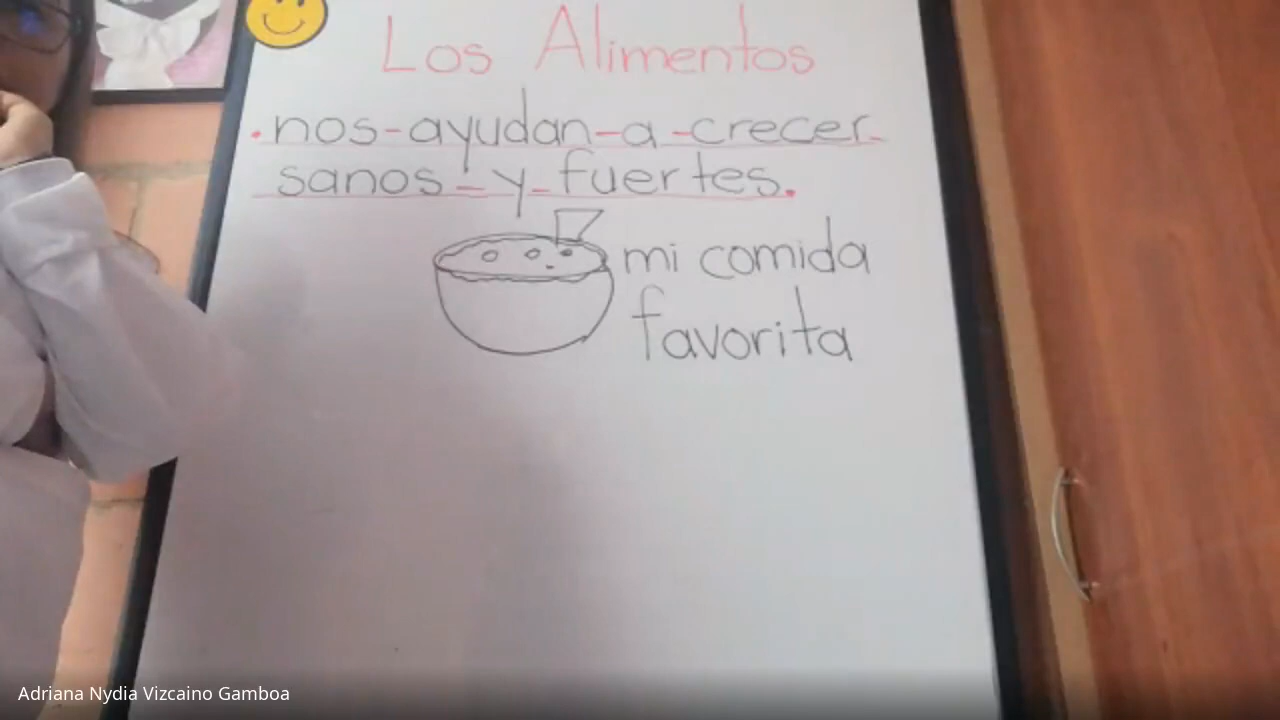 Los Alimentos
.nos-ayudan-a-crecer-
sanos-y-fuertes.
mi comida
favorita
Adriana Nydia Vizcaino Gamboa